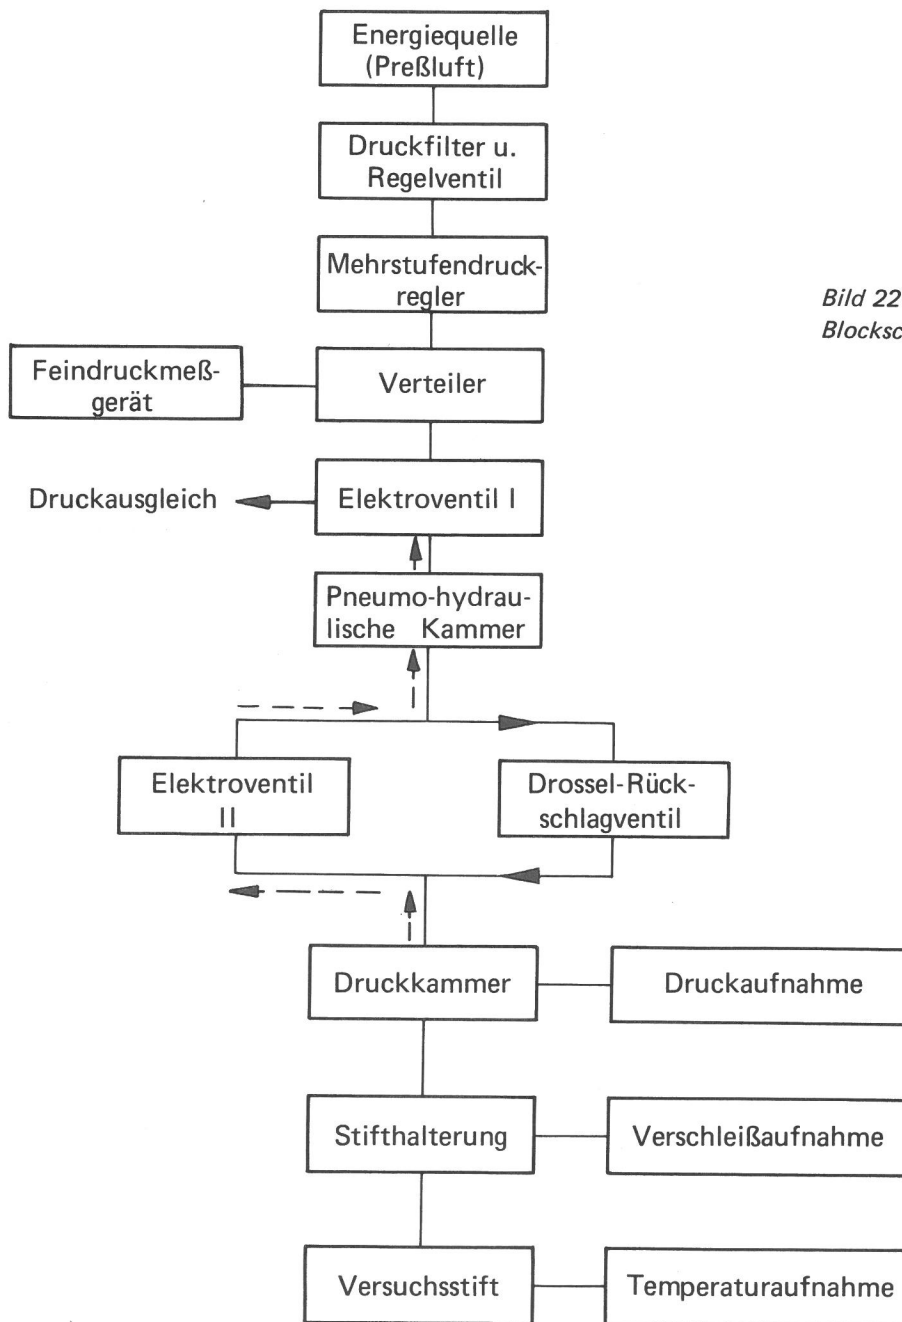 Energiequelle
(Preßluft)
Druckfilter u.
Regelventil
Mehrstufendruck-
regler
Bild 22
Blocksc
Feindruckmeß-
gerät
Verteiler
Druckausgleich
Elektroventil I
Pneumo-hydrau-
lische Kammer
Elektroventil
II
Drossel-Rück-
schlagventil
Druckkammer
Druckaufnahme
Stifthalterung
Verschleißaufnahme
Versuchsstift
Temperaturaufnahme